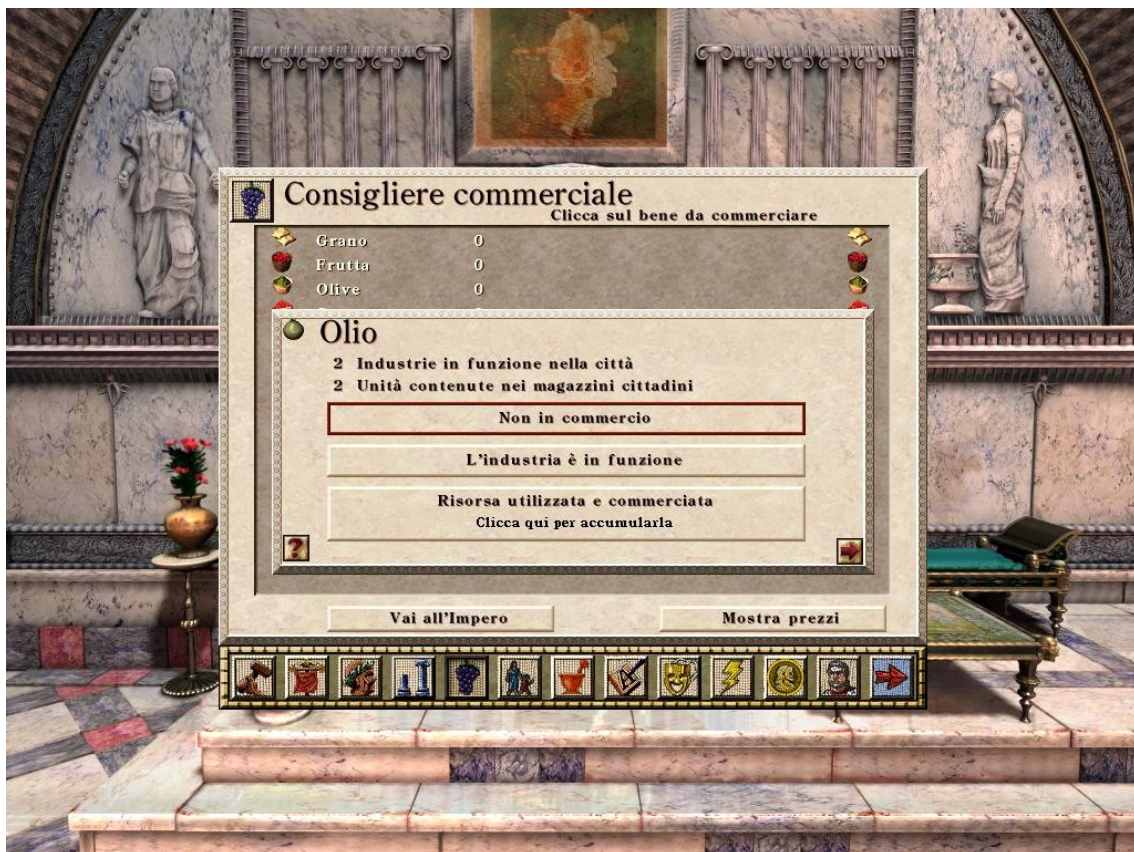 Consigliere commerciale
Clicca sul bene da commerciare
Grano 0
Frutta 0
Olive 0
Olio
2 Industrie in funzione nella città
2 Unità contenute nei magazzini cittadini
Non in commercio
L'industria è in funzione
Risorsa utilizzata e commerciata
Clicca qui per accumularla
?
Vai all'Impero Mostra prezzi